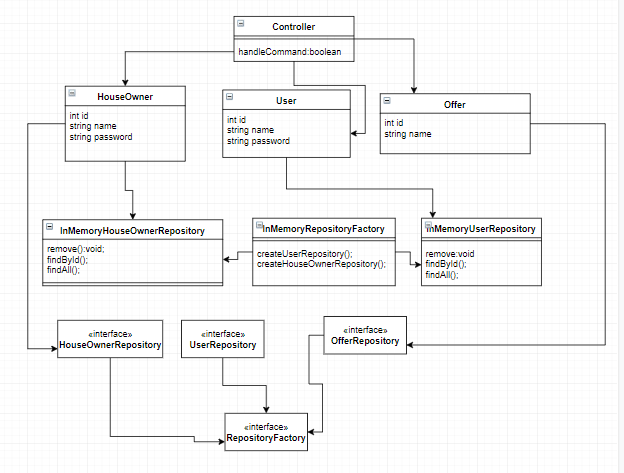 Controller
handleCommand:boolean
HouseOwner
int id
string name
string password
User
int id
string name
string password
Offer
int id
string name
InMemoryHouseOwnerRepository
remove():void;
findById();
findAll();
InMemoryRepositoryFactory
createUserRepository();
createHouseOwnerRepository();
InMemoryUserRepository
remove:void
findById();
findAll();
«interface»
HouseOwnerRepository
«interface»
UserRepository
«interface»
OfferRepository
«interface»
RepositoryFactory